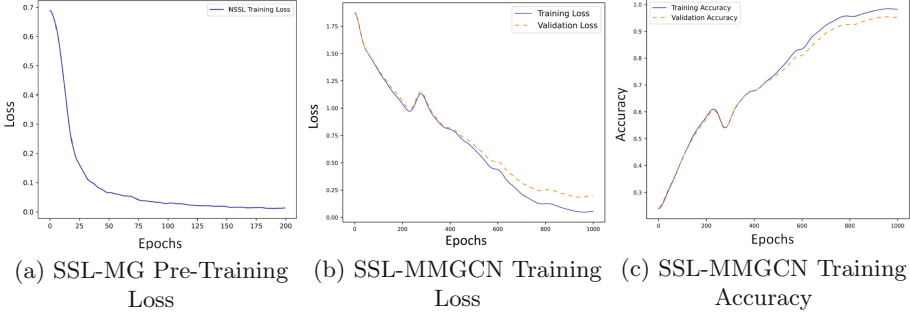 NSSL Training Loss
0.7
0.6
0.5
0.4
0.3
0.2
0.1
0.0
Loss
0 25 50 75 100 125 150 175 200
Epochs
(a) SSL-MG Pre-Training
Loss
Training Loss
Validation Loss
1.75
1.50
1.25
1.00
0.75
0.50
0.25
0.00
Loss
0 200 400 600 800 1000
Epochs
(b) SSL-MMGCN Training
Loss
Training Accuracy
Validation Accuracy
1.0
0.9
0.8
0.7
0.6
0.5
0.4
0.3
Accuracy
0 200 400 600 800 1000
Epochs
(c) SSL-MMGCN Training
Accuracy